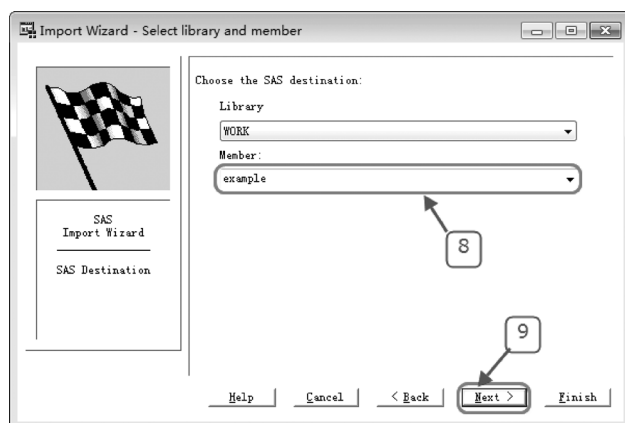 Import Wizard - Select library and member
Choose the SAS destination:
Library
WORK
Member:
example
8
SAS
Import Wizard
SAS Destination
9
Help Cancel < Back Next > Finish